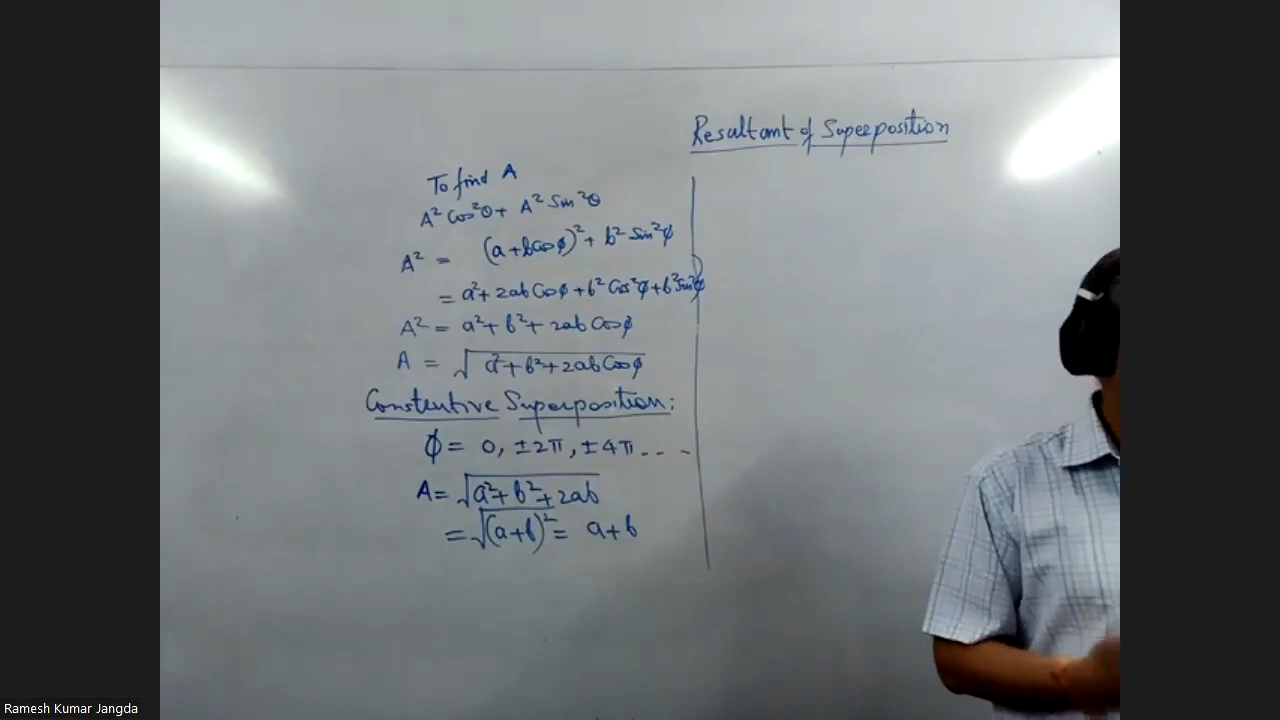 Resultant of Superposition
To find A
A² Cos²θ + A² Sin²θ
A² = (a+bCosϕ)² + b² Sin²ϕ
= a² + 2ab Cosϕ + b² Cos²ϕ + b² Sin²ϕ
A² = a² + b² + 2ab Cosϕ
A = √(a² + b² + 2ab Cosϕ)
Constructive Superposition:
ϕ = 0, ±2π, ±4π - - -
A = √(a² + b² + 2ab)
= √(a+b)² = a+b
Ramesh Kumar Jangda